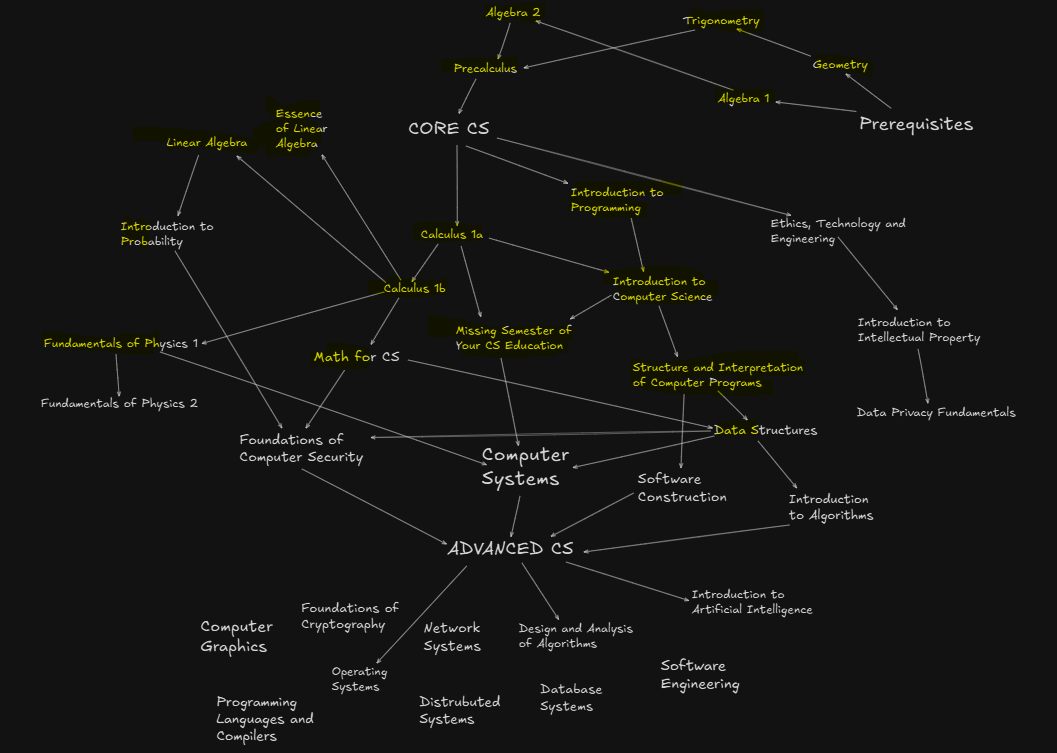 Algebra 2
Trigonometry
Precalculus
Geometry
Algebra 1
Prerequisites
CORE CS
Essence
of Linear
Algebra
Linear Algebra
Introduction to
Programming
Introduction to
Probability
Ethics, Technology and
Engineering
Calculus 1a
Calculus 1b
Introduction to
Computer Science
Missing Semester of
Your CS Education
Introduction to
Intellectual Property
Fundamentals of Physics 1
Math for CS
Structure and Interpretation
of Computer Programs
Fundamentals of Physics 2
Data Privacy Fundamentals
Data Structures
Foundations of
Computer Security
Computer
Systems
Software
Construction
Introduction
to Algorithms
ADVANCED CS
Introduction to
Artificial Intelligence
Foundations of
Cryptography
Computer
Graphics
Network
Systems
Design and Analysis
of Algorithms
Operating
Systems
Software
Engineering
Programming
Languages and
Compilers
Distrubuted
Systems
Database
Systems